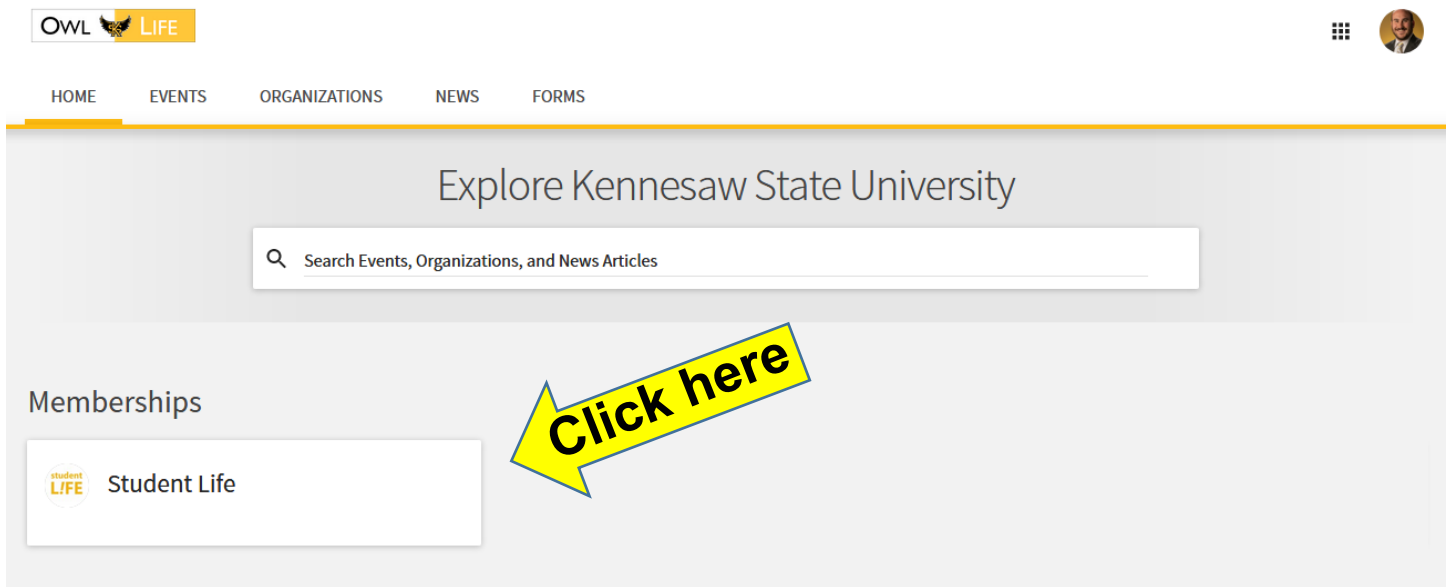 OWL LIFE
HOME EVENTS ORGANIZATIONS NEWS FORMS
Explore Kennesaw State University
Search Events, Organizations, and News Articles
Click here
Memberships
student
L!FE
Student Life